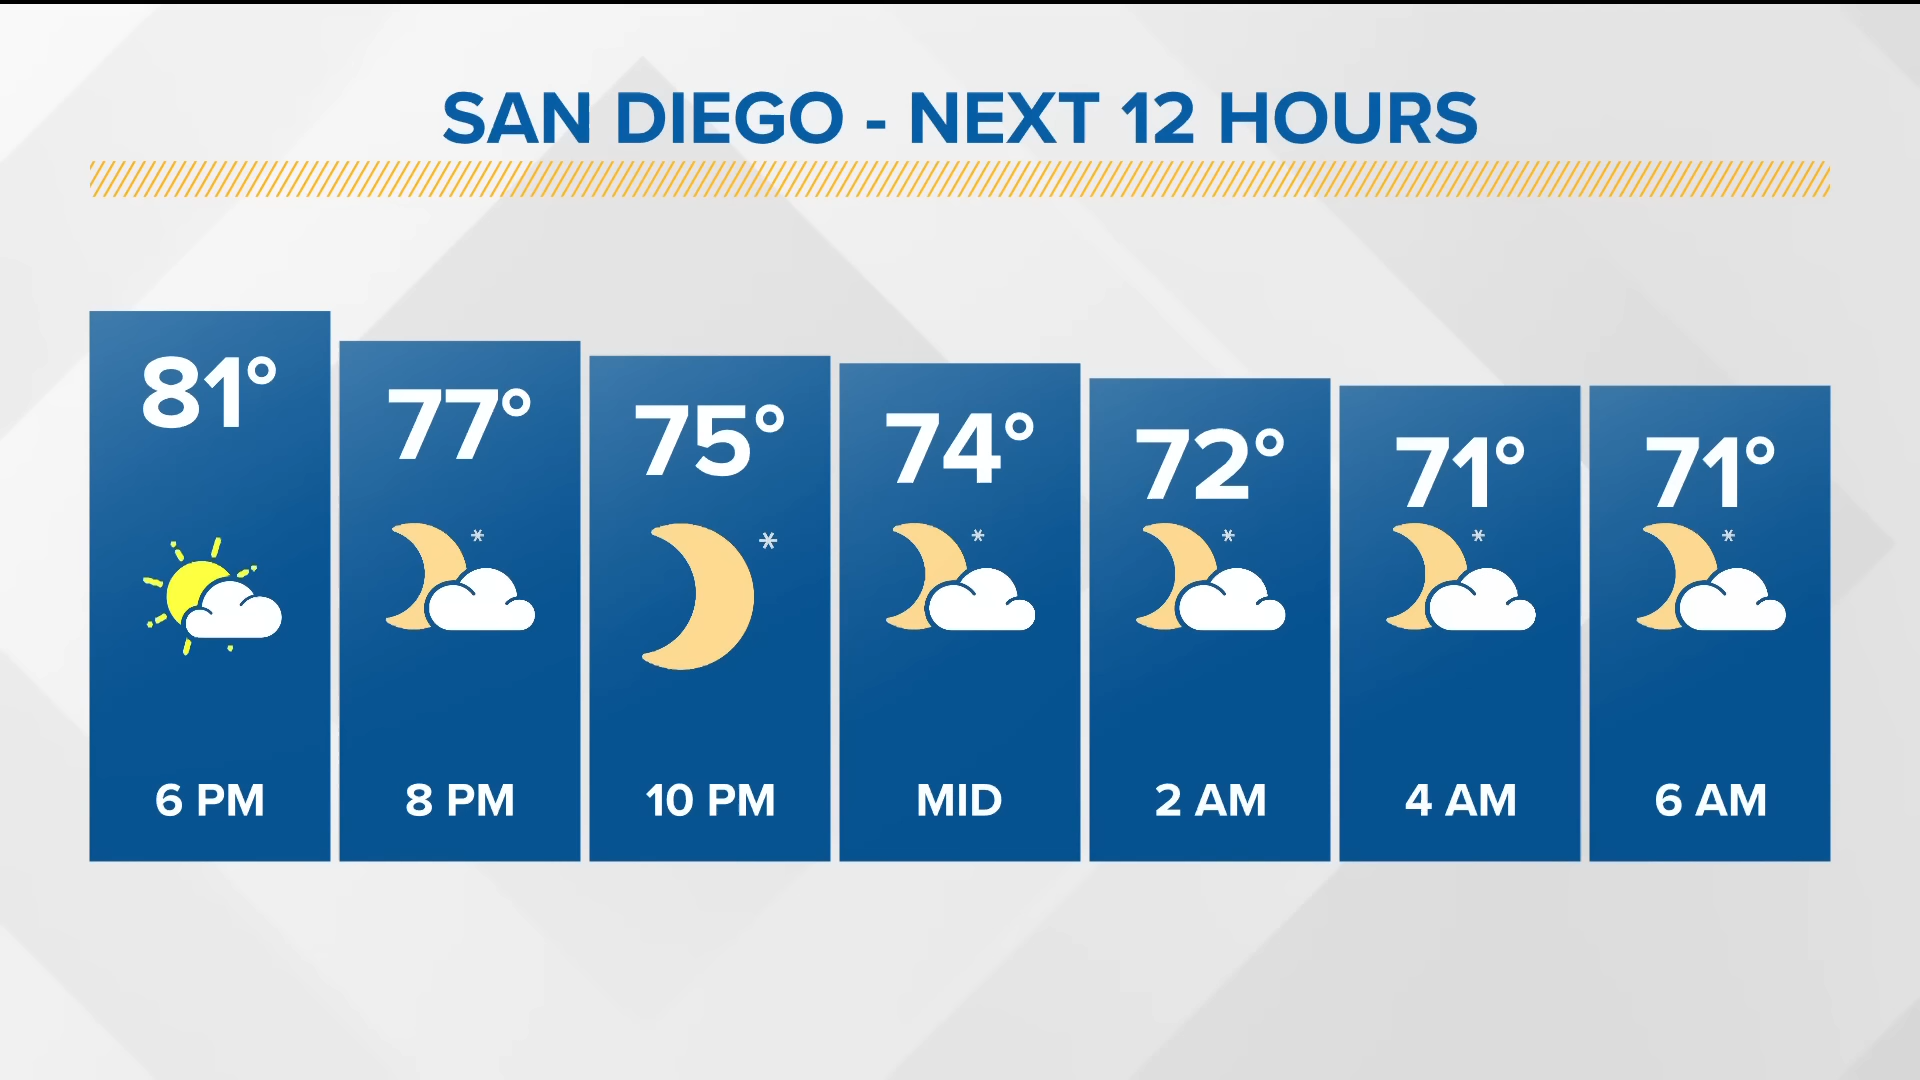 SAN DIEGO - NEXT 12 HOURS
81° 77° 75° 74° 72° 71° 71°
6 PM 8 PM 10 PM MID 2 AM 4 AM 6 AM